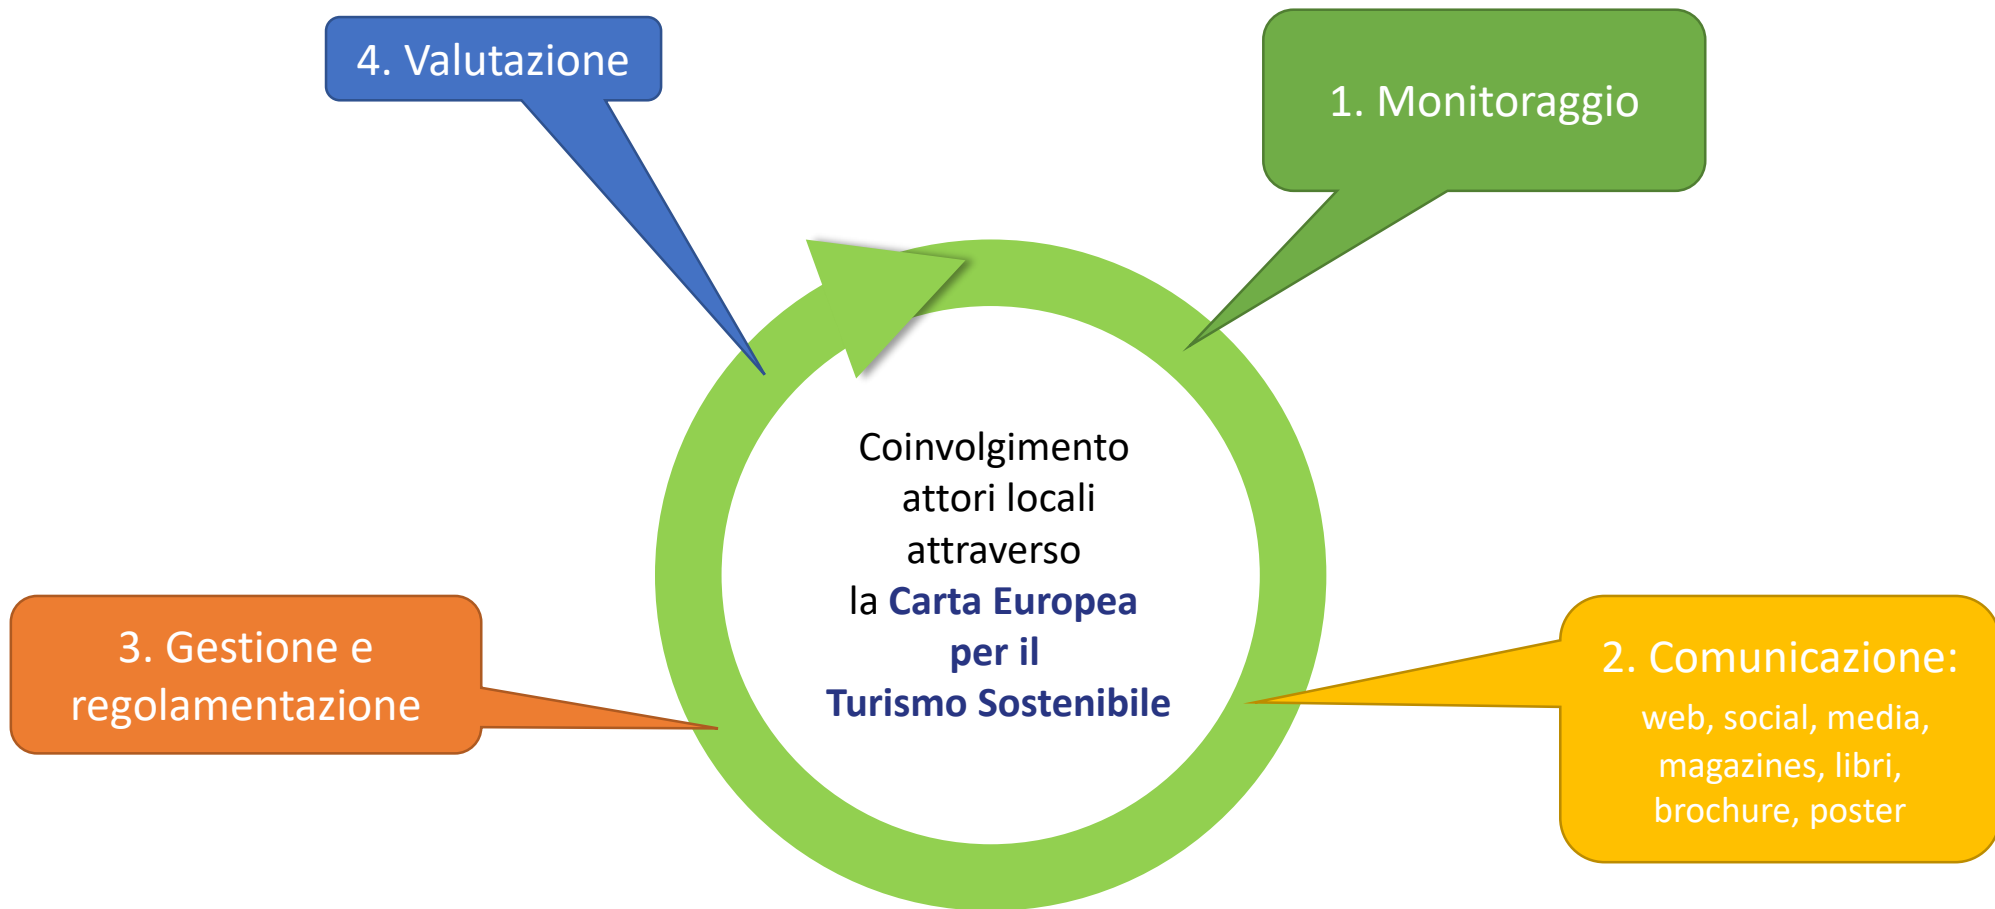 4. Valutazione
1. Monitoraggio
Coinvolgimento
attori locali
attraverso
la Carta Europea
per il
Turismo Sostenibile
3. Gestione e
regolamentazione
2. Comunicazione:
web, social, media,
magazines, libri,
brochure, poster